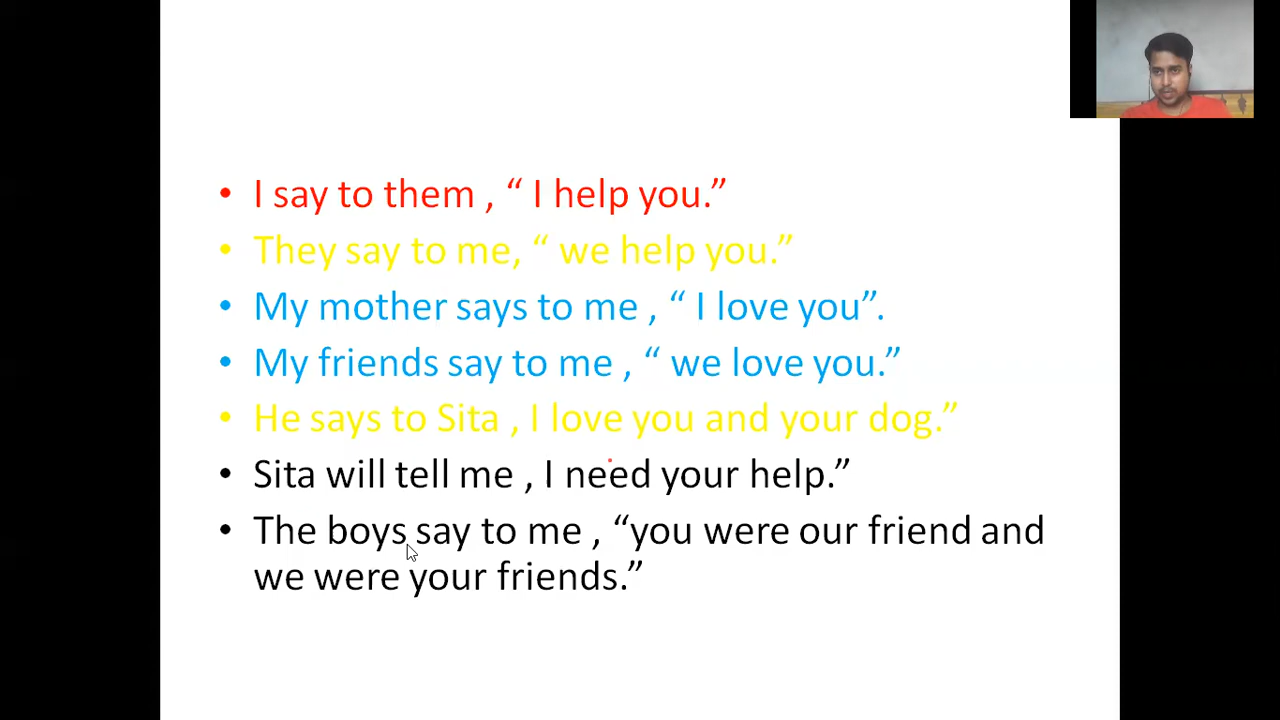 • I say to them , “ I help you.”
• They say to me, “ we help you.”
• My mother says to me , “ I love you”.
• My friends say to me , “ we love you.”
• He says to Sita , I love you and your dog.”
• Sita will tell me , I need your help.”
• The boys say to me , “you were our friend and
we were your friends.”